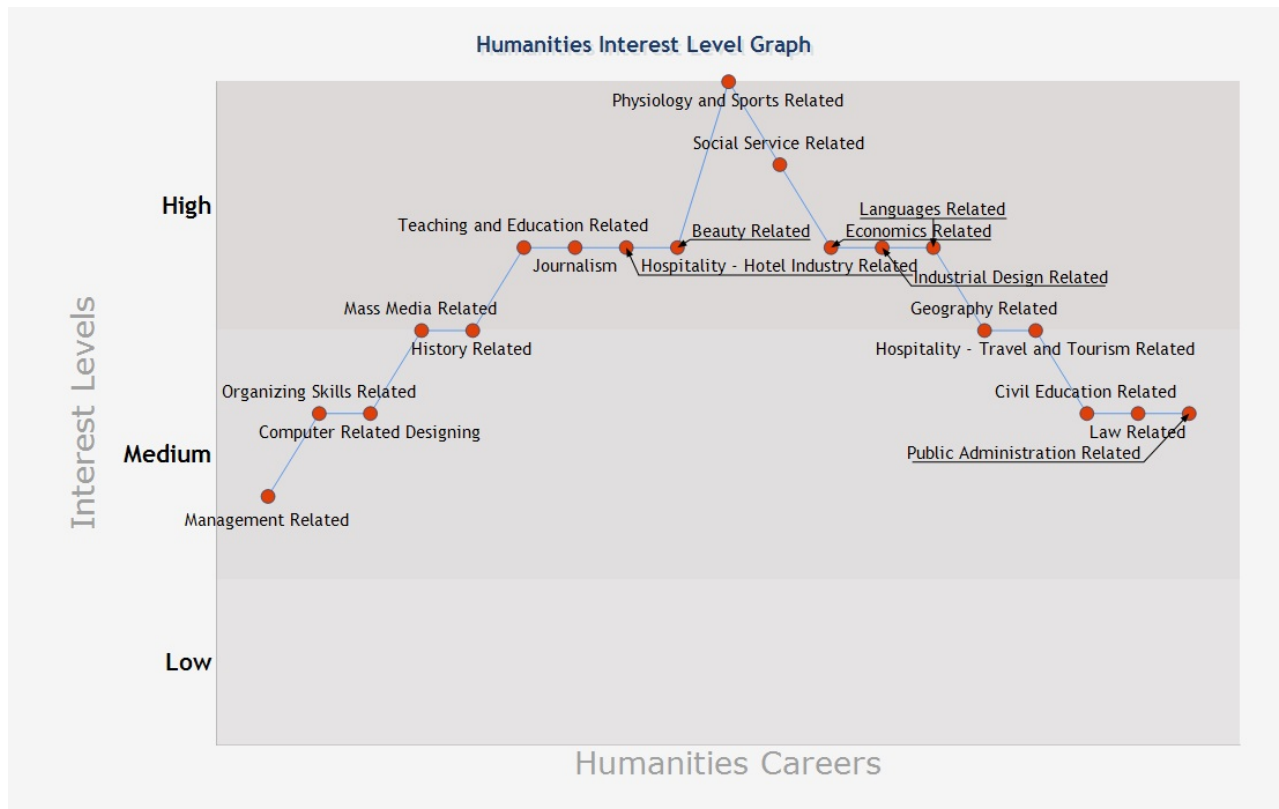 Humanities Interest Level Graph
Physiology and Sports Related
Social Service Related
High
Languages Related
Teaching and Education Related
Beauty Related
Economics Related
Journalism
Hospitality - Hotel Industry Related
Industrial Design Related
Mass Media Related
Geography Related
History Related
Hospitality - Travel and Tourism Related
Interest Levels
Organizing Skills Related
Civil Education Related
Computer Related Designing
Law Related
Medium
Public Administration Related
Management Related
Low
Humanities Careers